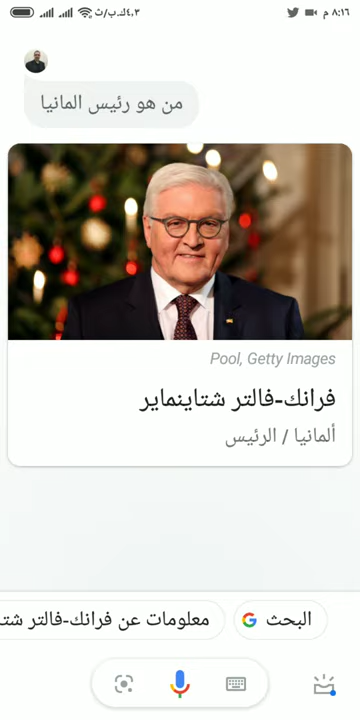 ٤٫٣ك.ب/ث ٨:١٦ م
من هو رئيس المانيا
Pool, Getty Images
فرانك-فالتر شتاينماير
ألمانيا / الرئيس
البحث
معلومات عن فرانك-فالتر شتا